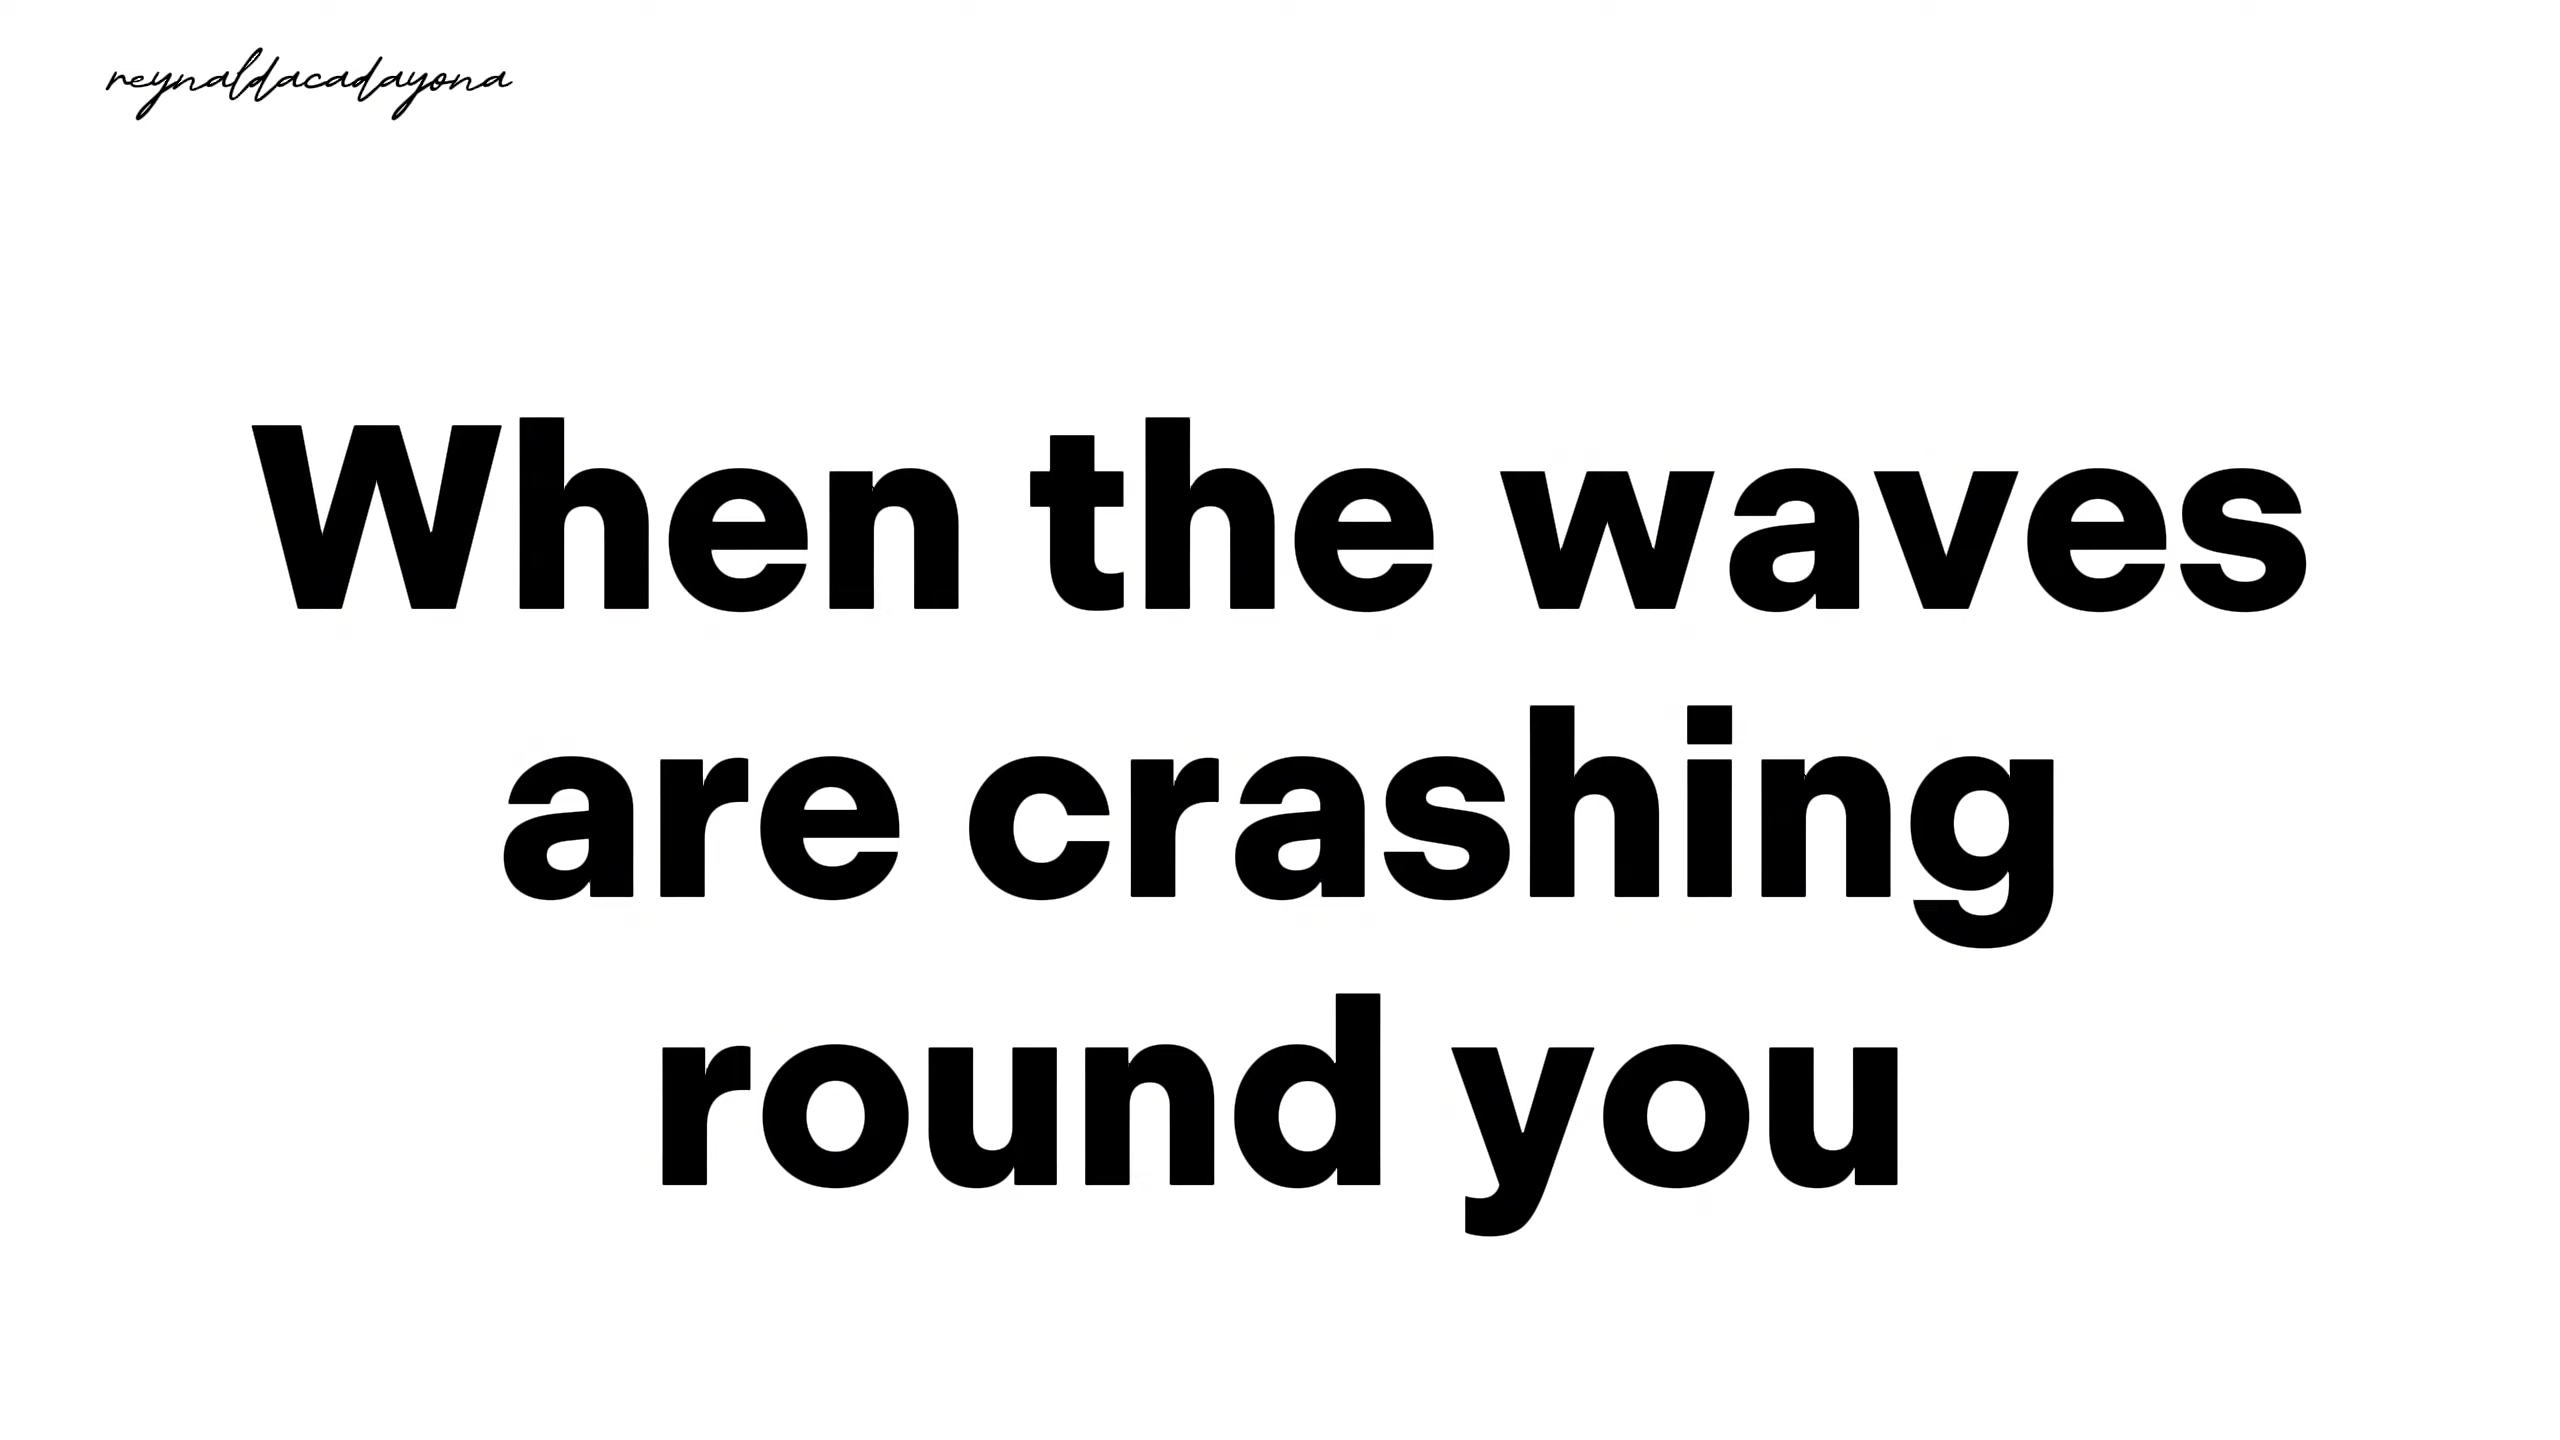 reynaldacadayona
When the waves
are crashing
round you